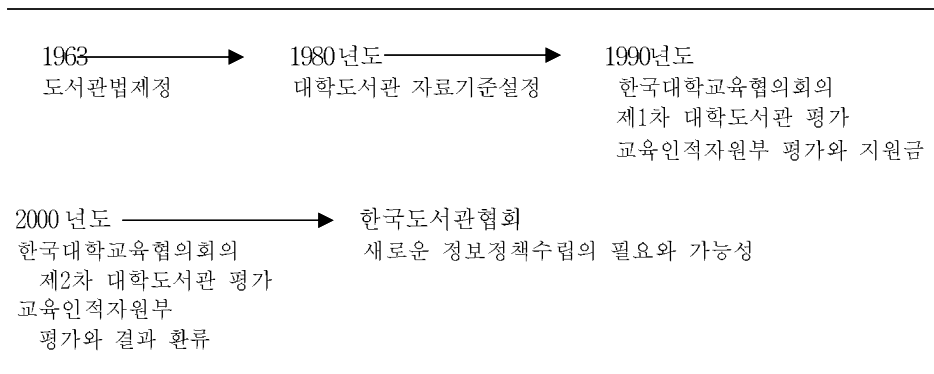 1963
도서관법제정
1980년도
대학도서관 자료기준설정
1990년도
한국대학교육협의회의
제1차 대학도서관 평가
교육인적자원부 평가와 지원금
2000 년도
한국대학교육협의회의
제2차 대학도서관 평가
교육인적자원부
평가와 결과 환류
한국도서관협회
새로운 정보정책수립의 필요와 가능성